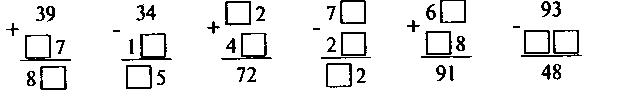 + 39 - 34 + □ 2 - 7 □ + 6 □ - 93
□ 7 1 □ 4 □ 2 □ □ 8 □ □
8 □ □ 5 72 □ 2 91 48